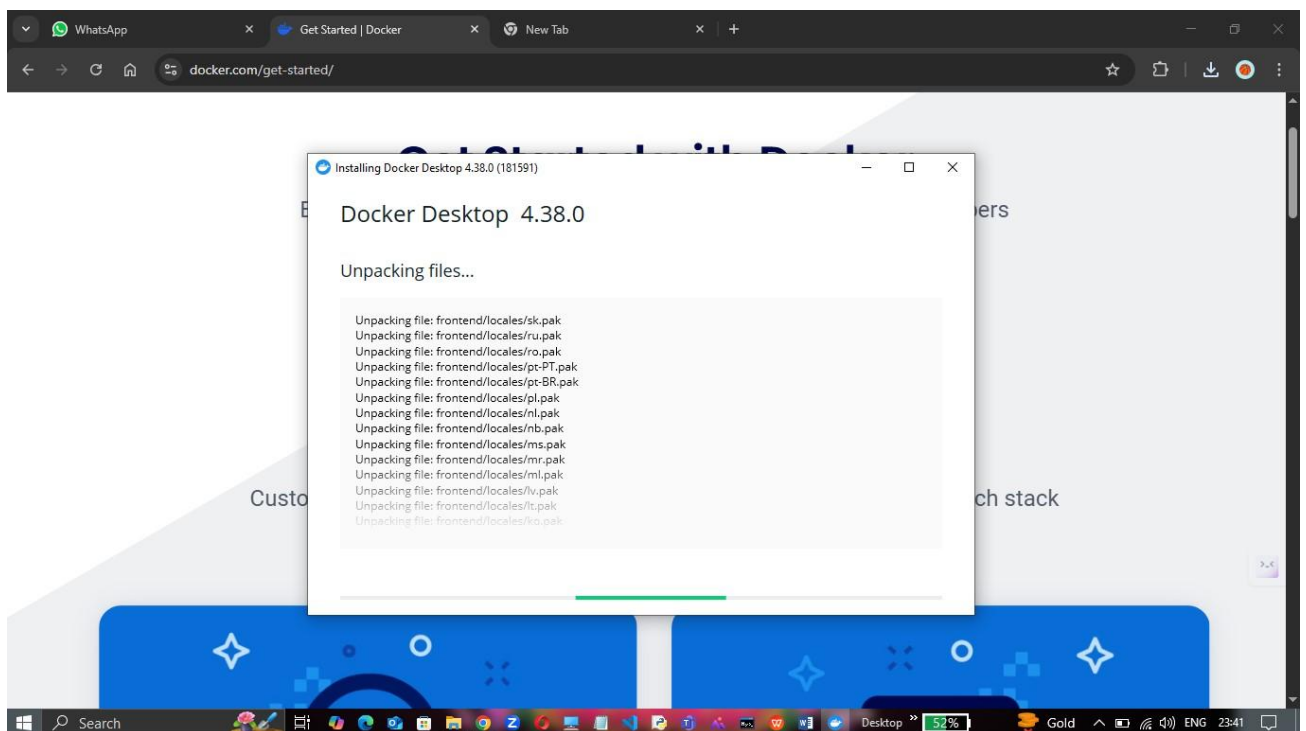 WhatsApp
Get Started | Docker
New Tab
docker.com/get-started/
Installing Docker Desktop 4.38.0 (181591)
ers
Docker Desktop 4.38.0
Unpacking files...
Unpacking file: frontend/locales/sk.pak
Unpacking file: frontend/locales/ru.pak
Unpacking file: frontend/locales/ro.pak
Unpacking file: frontend/locales/pt-PT.pak
Unpacking file: frontend/locales/pt-BR.pak
Unpacking file: frontend/locales/pl.pak
Unpacking file: frontend/locales/nl.pak
Unpacking file: frontend/locales/nb.pak
Unpacking file: frontend/locales/ms.pak
Unpacking file: frontend/locales/mr.pak
Unpacking file: frontend/locales/ml.pak
Unpacking file: frontend/locales/lv.pak
Unpacking file: frontend/locales/lt.pak
Unpacking file: frontend/locales/ko.pak
Custo
ch stack
Search
Desktop
52%
Gold
ENG
23:41